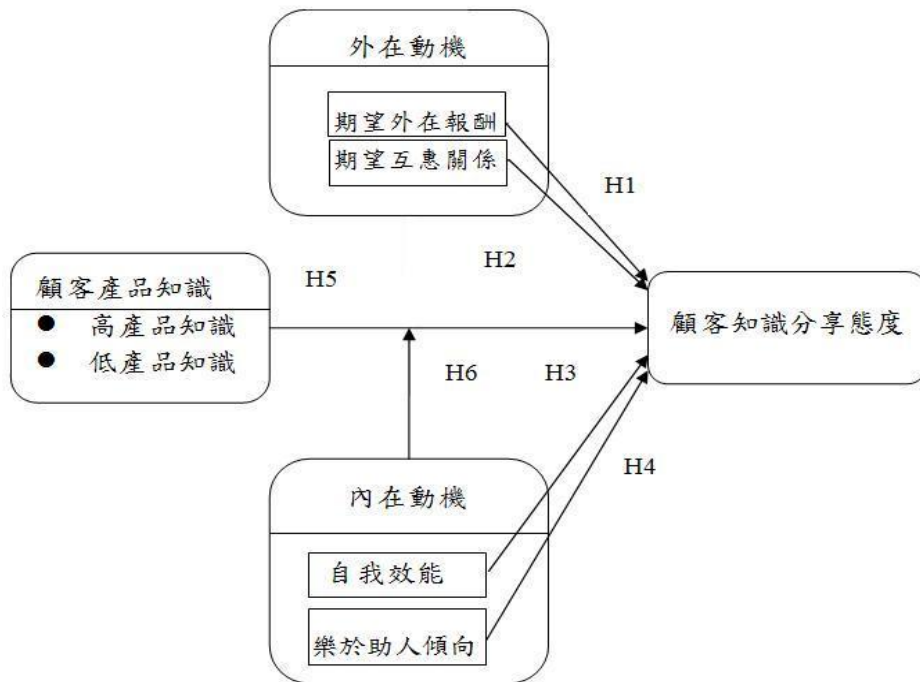 外在動機
期望外在報酬
期望互惠關係
H1
H2
H5
顧客產品知識
● 高產品知識
● 低產品知識
顧客知識分享態度
H6
H3
H4
內在動機
自我效能
樂於助人傾向